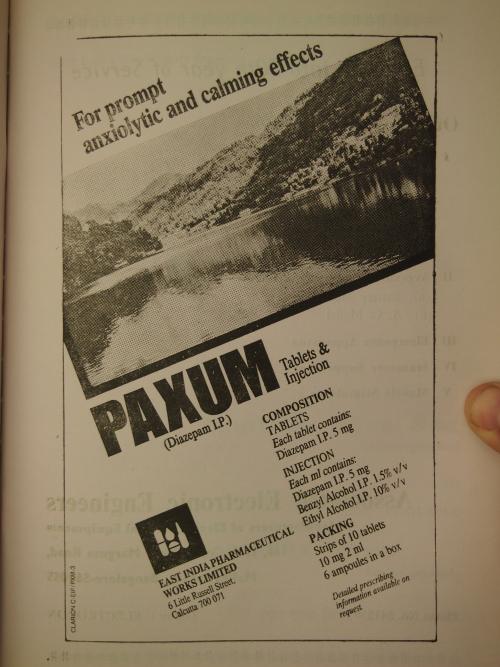 For prompt
anxiolytic and calming effects
PAXUM
Tablets &
Injection
(Diazepam I.P.)
COMPOSITION
TABLETS
Each tablet contains:
Diazepam I.P. 5 mg
INJECTION
Each ml contains:
Diazepam I.P. 5 mg
Benzyl Alcohol I.P. 1.5% v/v
Ethyl Alcohol I.P. 10% v/v
PACKING
Strips of 10 tablets
10 mg 2 ml
6 ampoules in a box
EAST INDIA PHARMACEUTICAL
WORKS LIMITED
6 Little Russell Street,
Calcutta 700 071
Detailed prescribing
information available on
request.